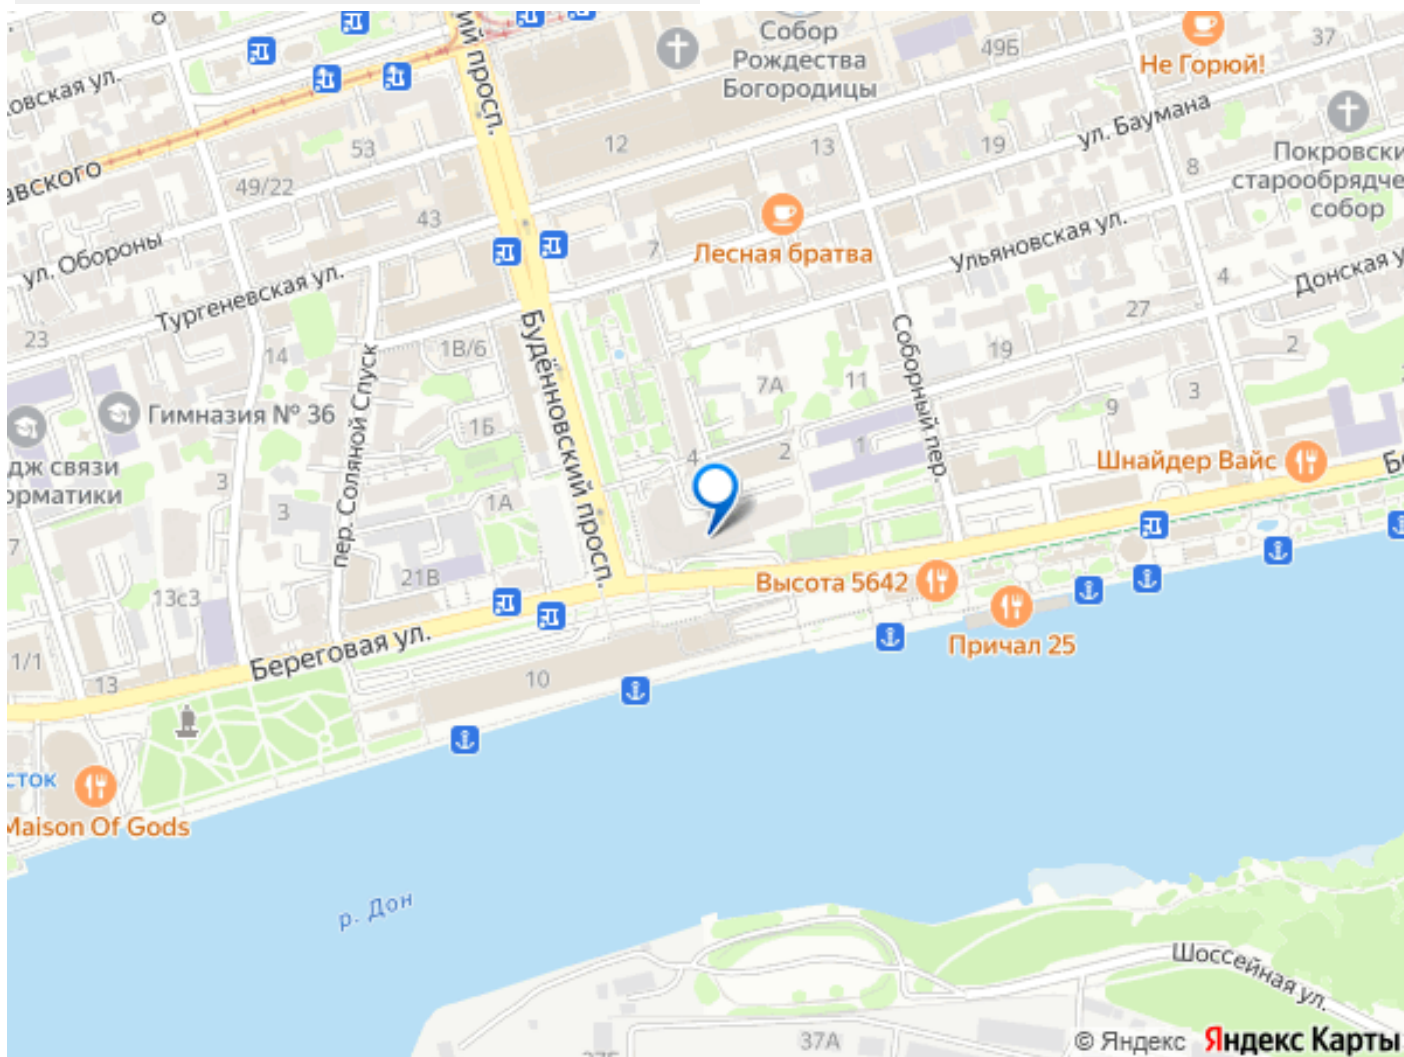 ий просп.
Собор
Рождества
Богородицы
49Б
37
Не Горюй!
ковская ул.
ул. Баумана
Покровски
старообрядче
собор
53
12
13
19
8
авского
49/22
43
7
Лесная братва
ул. Обороны
Ульяновская ул.
4
Донская у
Тургеневская ул.
23
14
1В/6
Будённовский просп.
Соборный пер.
27
19
2
7А
11
3
9
Гимназия № 36
пер. Соляной Спуск
1Б
4
2
1
Шнайдер Вайс
Бе
дж связи
орматики
3
3
1А
7
21В
13с3
Высота 5642
Причал 25
Береговая ул.
1/1
13
10
сток
Maison Of Gods
р. Дон
Шоссейная ул.
37А
© Яндекс Яндекс Карты